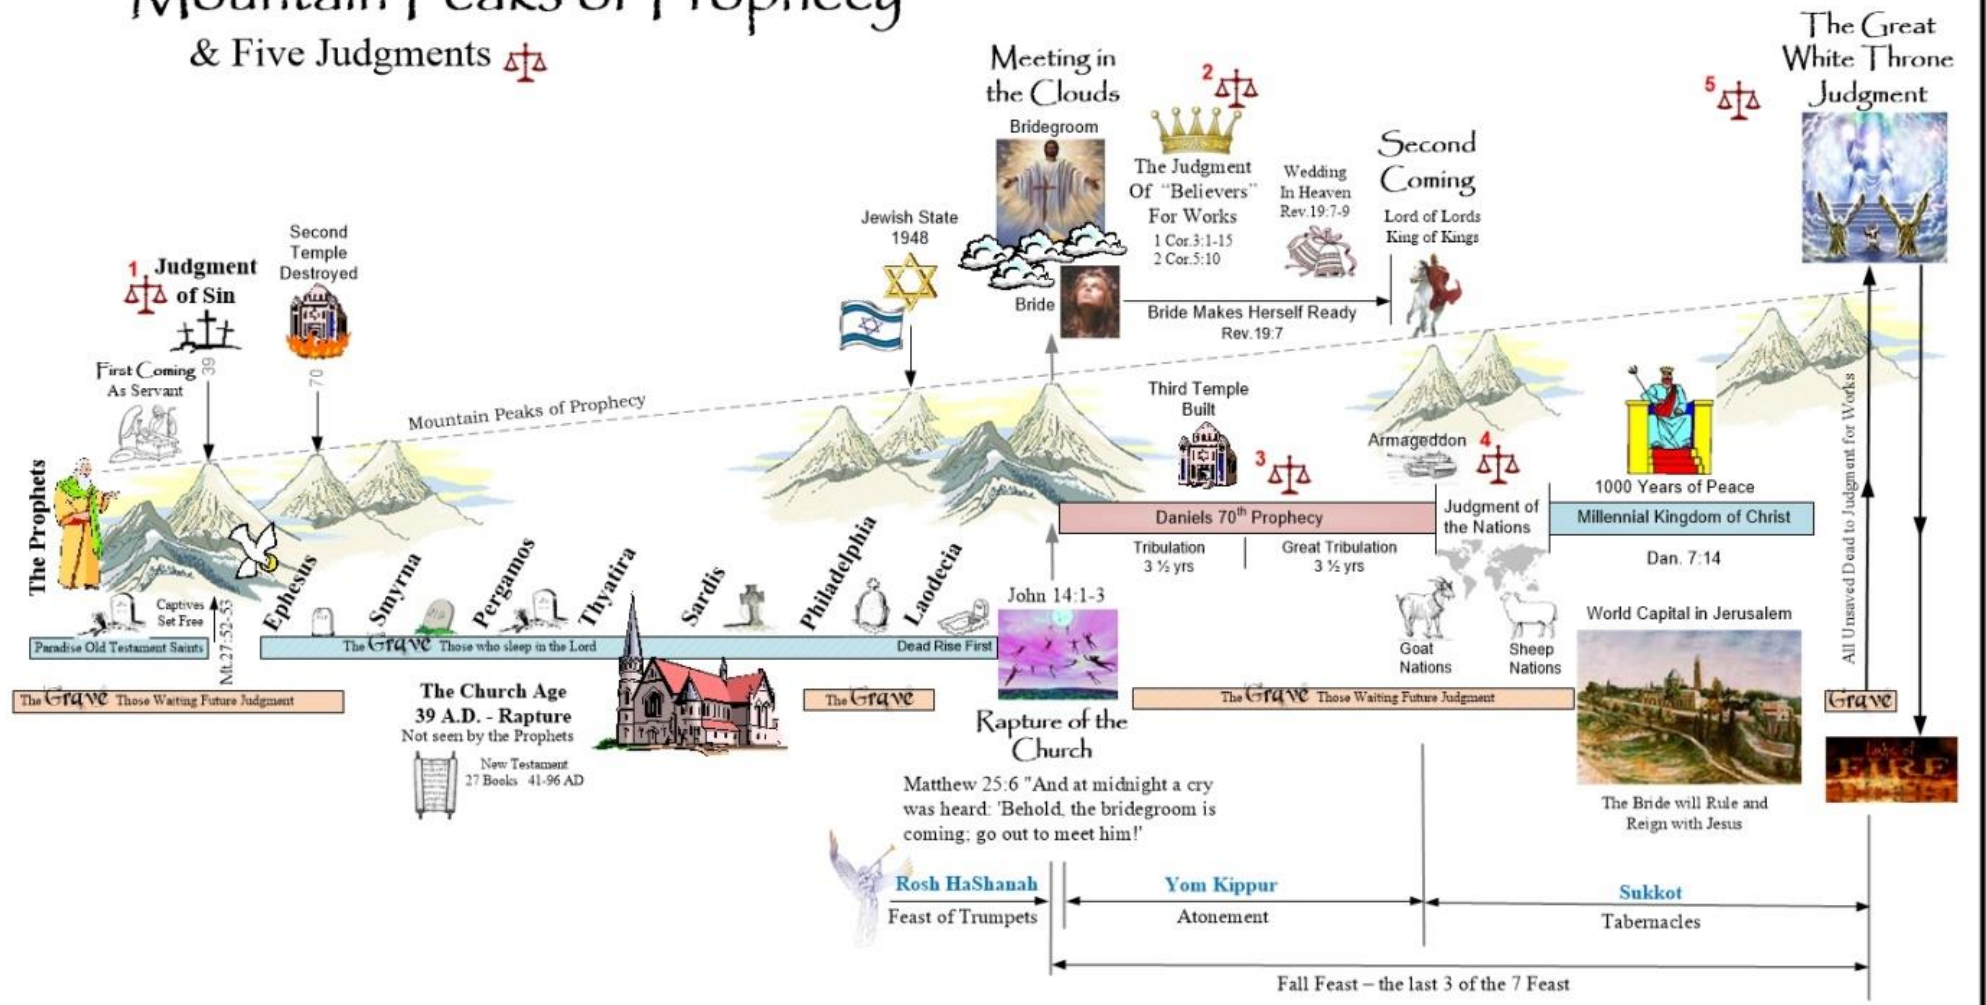 Mountain Peaks of Prophecy
& Five Judgments
The Great
White Throne
Judgment
5
Meeting in
the Clouds
Bridegroom
2
The Judgment
Of "Believers"
For Works
1 Cor.3:1-15
2 Cor.5:10
Wedding
In Heaven
Rev.19:7-9
Second
Coming
Lord of Lords
King of Kings
Jewish State
1948
Second
Temple
Destroyed
1
Judgment
of Sin
Bride
Bride Makes Herself Ready
Rev.19:7
First Coming
As Servant
39
70
Mountain Peaks of Prophecy
The Prophets
Third Temple
Built
3
Armageddon
4
1000 Years of Peace
Daniels 70th Prophecy
Judgment of
the Nations
Millennial Kingdom of Christ
Tribulation
3 ½ yrs
Great Tribulation
3 ½ yrs
Dan. 7:14
All Unsaved Dead to Judgment for Works
Captives
Set Free
Mt.27:52-53
Ephesus
Smyrna
Pergamos
Thyatira
Sardis
Philadelphia
Laodecia
John 14:1-3
World Capital in Jerusalem
Paradise Old Testament Saints
The Grave Those who sleep in the Lord
Dead Rise First
Goat
Nations
Sheep
Nations
The Grave Those Waiting Future Judgment
The Church Age
39 A.D. - Rapture
Not seen by the Prophets
New Testament
27 Books 41-96 AD
The Grave
The Grave Those Waiting Future Judgment
Grave
Rapture of the
Church
Lake of
FIRE
Matthew 25:6 "And at midnight a cry
was heard: 'Behold, the bridegroom is
coming; go out to meet him!'
The Bride will Rule and
Reign with Jesus
Rosh HaShanah
Feast of Trumpets
Yom Kippur
Atonement
Sukkot
Tabernacles
Fall Feast – the last 3 of the 7 Feast